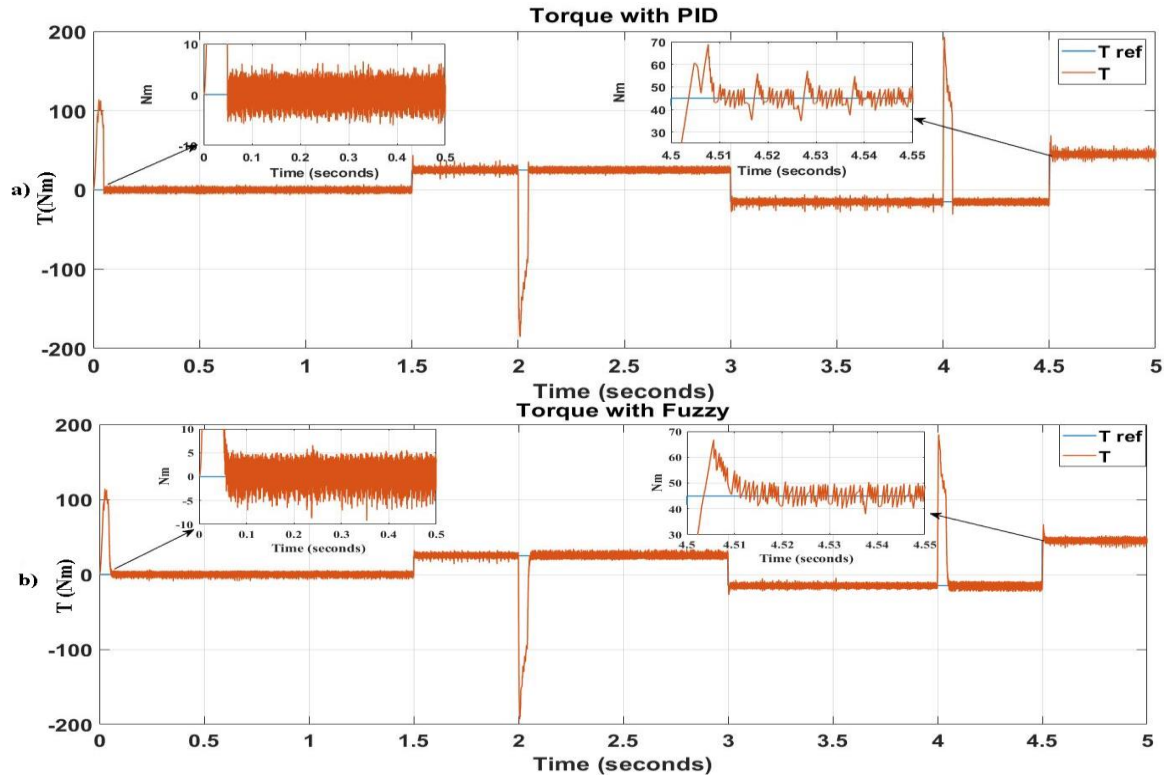 Torque with PID
a)
T(Nm)
200
100
0
-100
-200
0 0.5 1 1.5 2 2.5 3 3.5 4 4.5 5
Time (seconds)
T ref
T
Nm
10
0
-10
0 0.1 0.2 0.3 0.4 0.5
Time (seconds)
Nm
70
60
50
40
30
4.5 4.51 4.52 4.53 4.54 4.55
Time (seconds)
Torque with Fuzzy
b)
T (Nm)
200
100
0
-100
-200
0 0.5 1 1.5 2 2.5 3 3.5 4 4.5 5
Time (seconds)
T ref
T
Nm
10
5
0
-5
-10
0 0.1 0.2 0.3 0.4 0.5
Time (seconds)
Nm
70
60
50
40
30
4.5 4.51 4.52 4.53 4.54 4.55
Time (seconds)